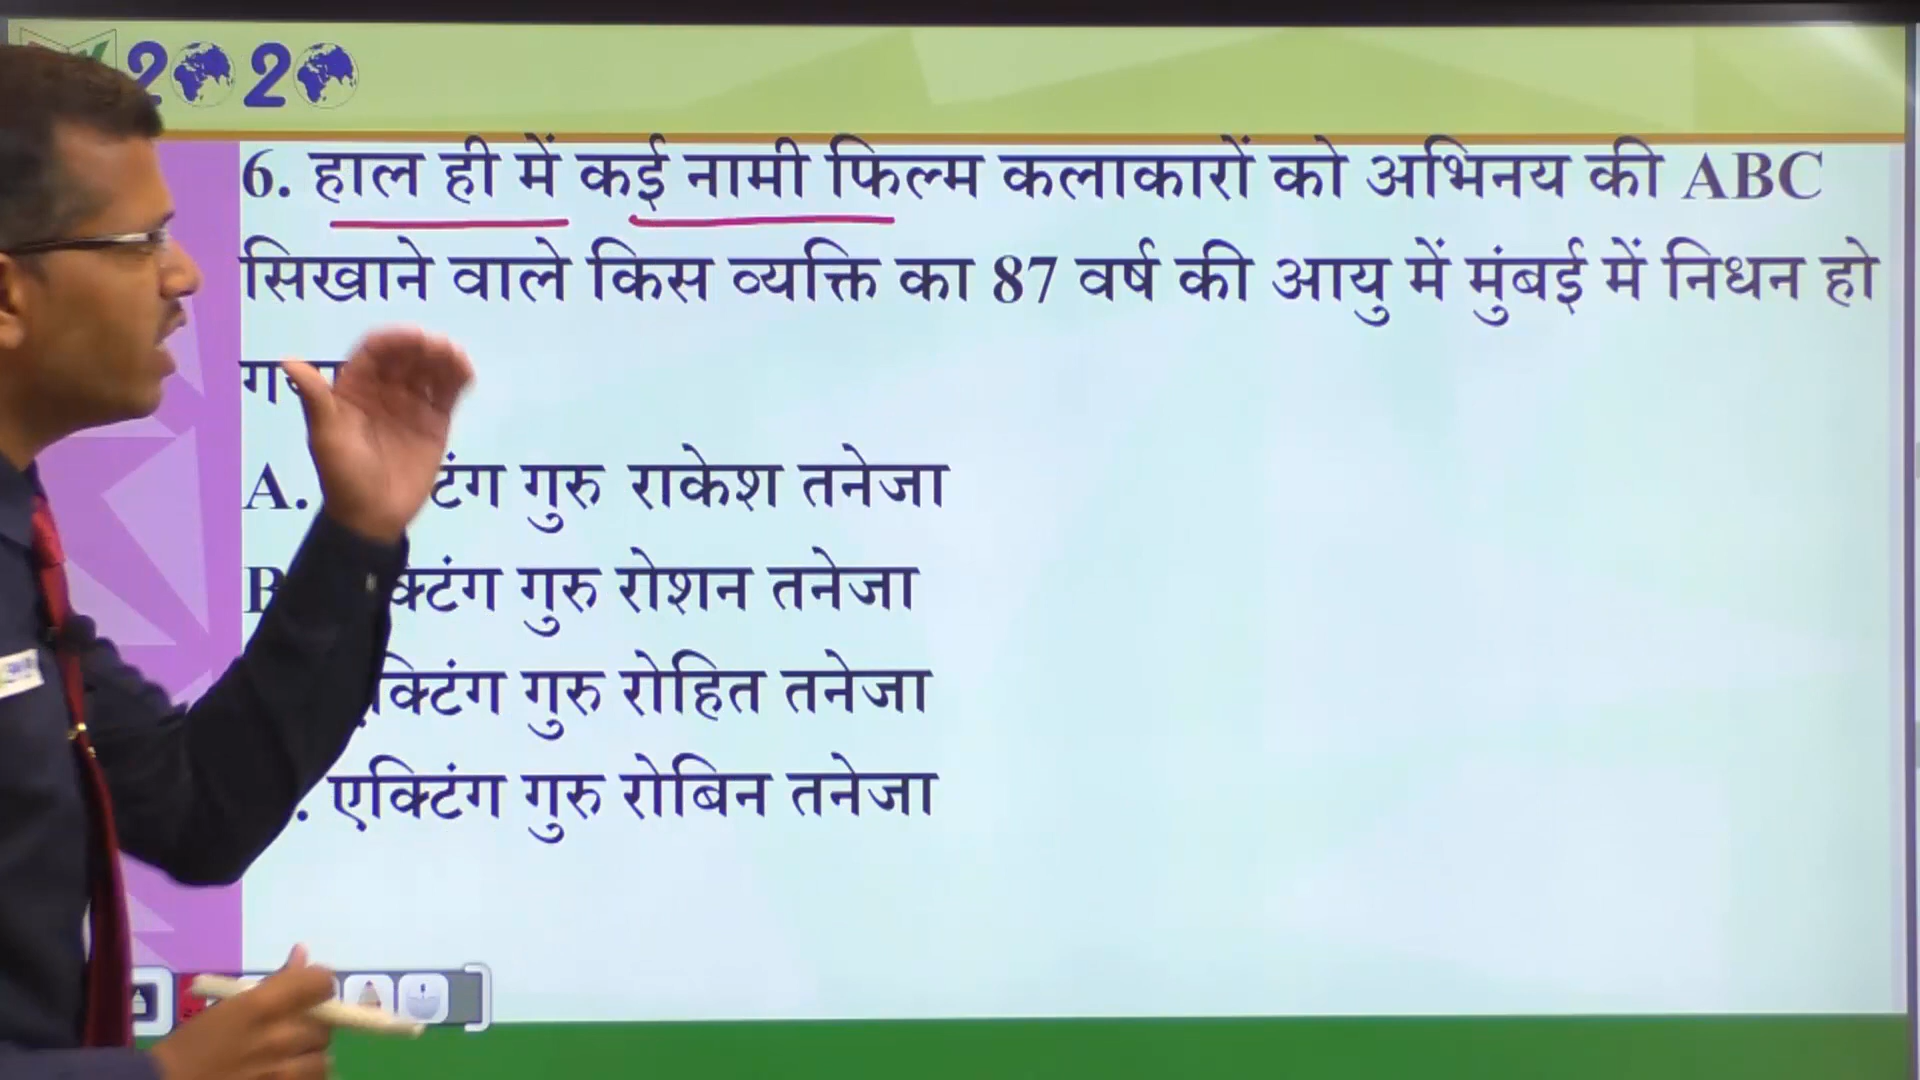 2020
6. हाल ही में कई नामी फिल्म कलाकारों को अभिनय की ABC
सिखाने वाले किस व्यक्ति का 87 वर्ष की आयु में मुंबई में निधन हो
A. गुरु राकेश तनेजा
B गुरु रोशन तनेजा
गुरु रोहित तनेजा
. एक्टिंग गुरु रोबिन तनेजा